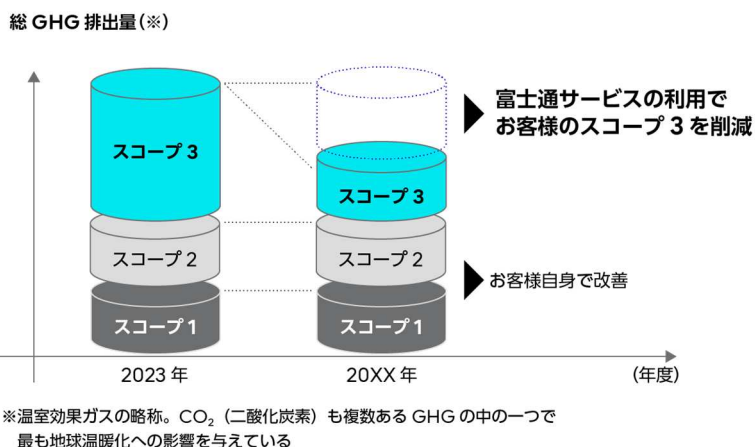 総 GHG 排出量(※)
スコープ 3
スコープ 2
スコープ 1
スコープ 3
スコープ 2
スコープ 1
富士通サービスの利用で
お客様のスコープ 3 を削減
お客様自身で改善
2023 年
20XX 年
(年度)
※温室効果ガスの略称。CO₂（二酸化炭素）も複数ある GHG の中の一つで
最も地球温暖化への影響を与えている